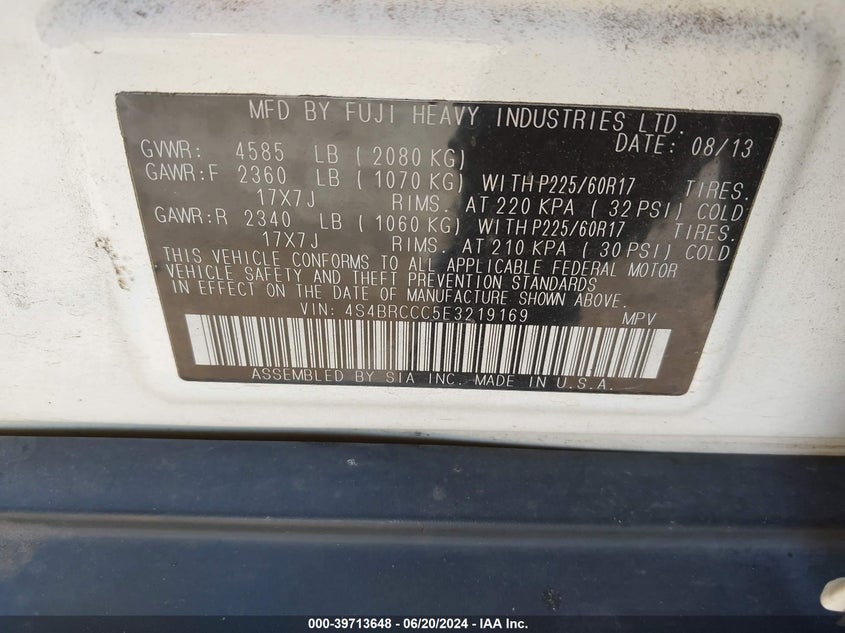 MFD BY FUJI HEAVY INDUSTRIES LTD.
DATE: 08/13
GVWR: 4585 LB ( 2080 KG)
GAWR:F 2360 LB ( 1070 KG) WITH P225/60R17 TIRES.
17X7J RIMS. AT 220 KPA ( 32 PSI) COLD
GAWR:R 2340 LB ( 1060 KG) WITH P225/60R17 TIRES.
17X7J RIMS. AT 210 KPA ( 30 PSI) COLD
THIS VEHICLE CONFORMS TO ALL APPLICABLE FEDERAL MOTOR
VEHICLE SAFETY AND THEFT PREVENTION STANDARDS
IN EFFECT ON THE DATE OF MANUFACTURE SHOWN ABOVE.
VIN: 4S4BRCCC5E3219169 MPV
ASSEMBLED BY SIA INC. MADE IN U.S.A.
000-39713648 - 06/20/2024 - IAA Inc.